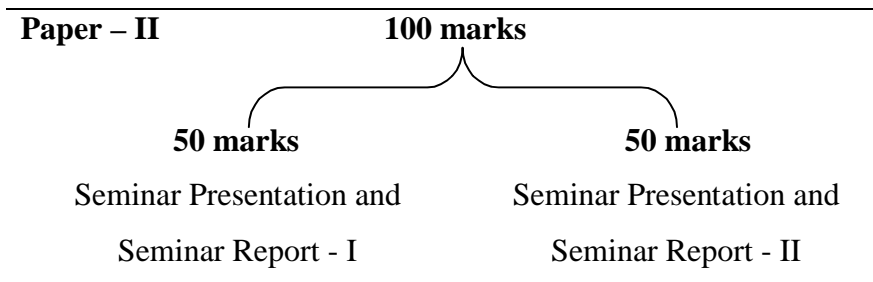 Paper – II 100 marks
50 marks 50 marks
Seminar Presentation and Seminar Presentation and
Seminar Report - I Seminar Report - II